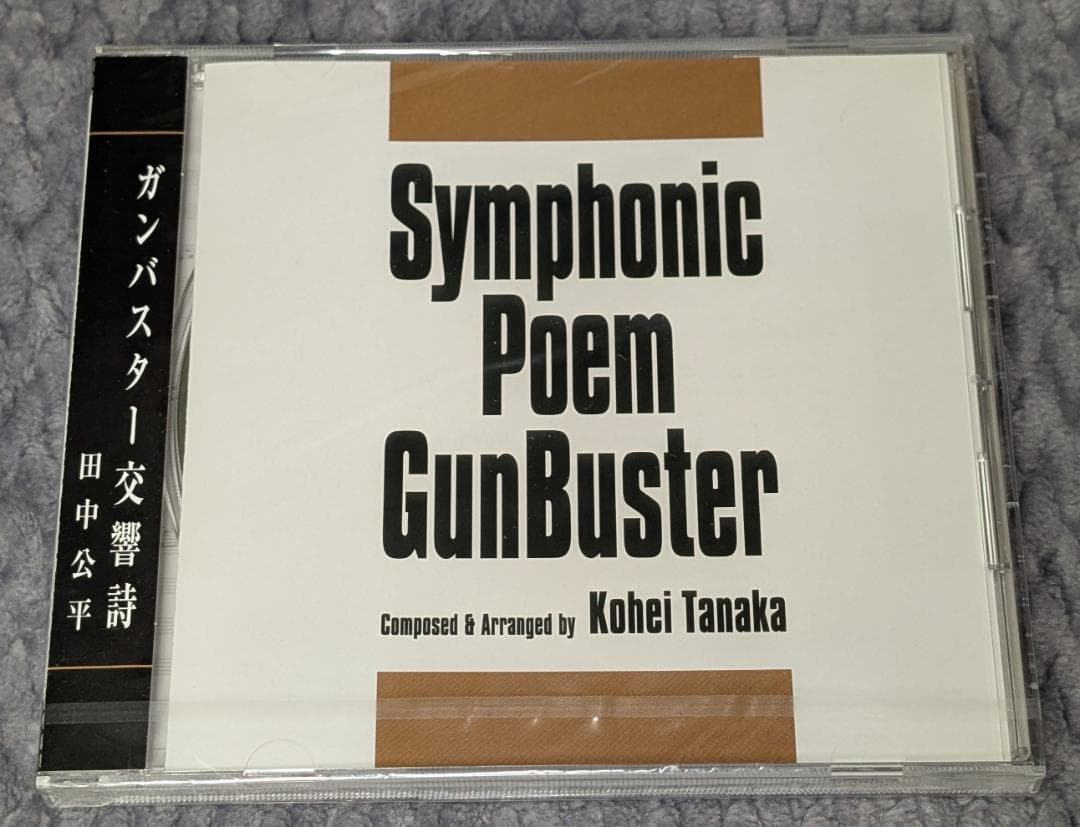 ガンバスター交響詩
田中公平
Symphonic
Poem
GunBuster
Composed & Arranged by Kohei Tanaka